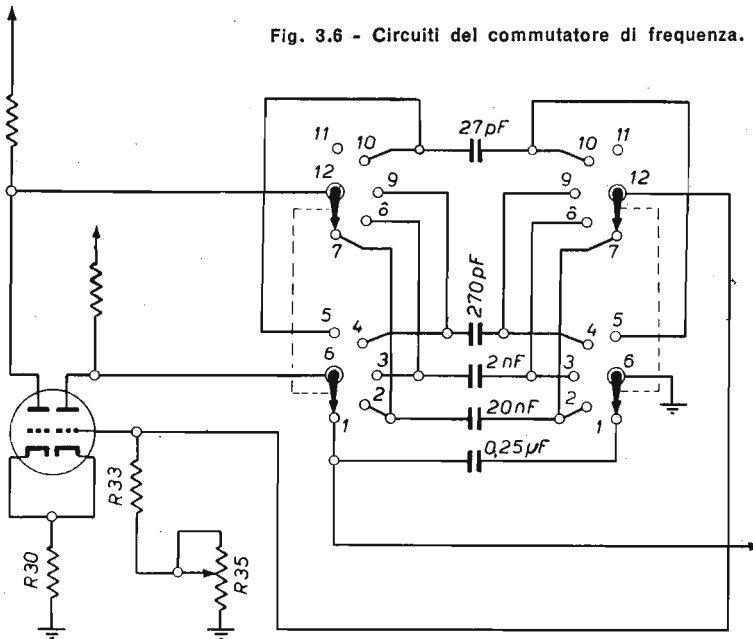 Fig. 3.6 - Circuiti del commutatore di frequenza.
27pF
11
10
10
11
12
9
9
12
8
8
7
7
270pF
5
4
4
5
6
3
2nF
3
6
2
20nF
2
1
0,25µF
1
R33
R30
R35